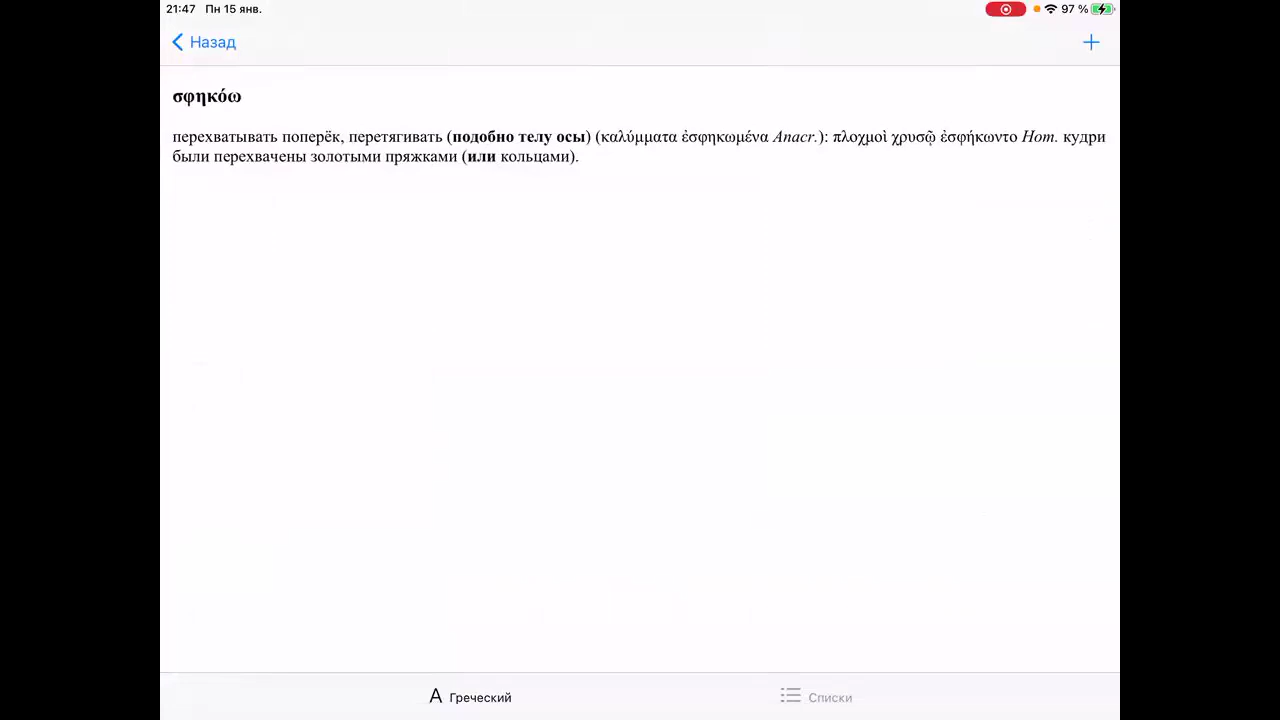 21:47 Пн 15 янв. 97 %
Назад
σφηκόω
перехватывать поперёк, перетягивать (подобно телу осы) (καλύμματα ἐσφηκωμένα Anacr.): πλοχμοὶ χρυσῷ ἐσφήκωντο Hom. кудри
были перехвачены золотыми пряжками (или кольцами).
A Греческий Списки